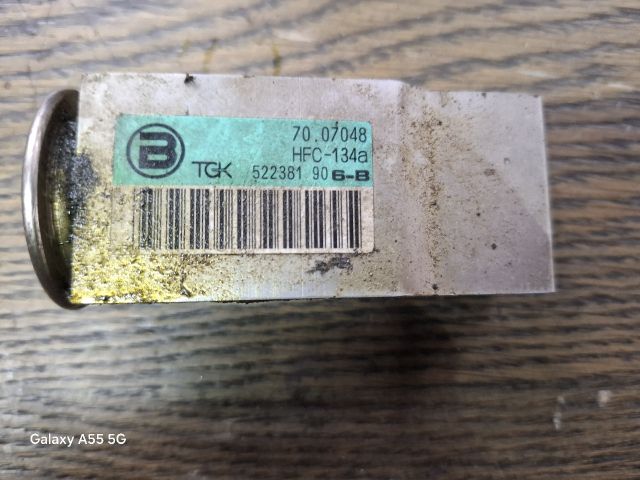 B
70.07048
HFC-134a
TGK 522381 90 6-B
Galaxy A55 5G